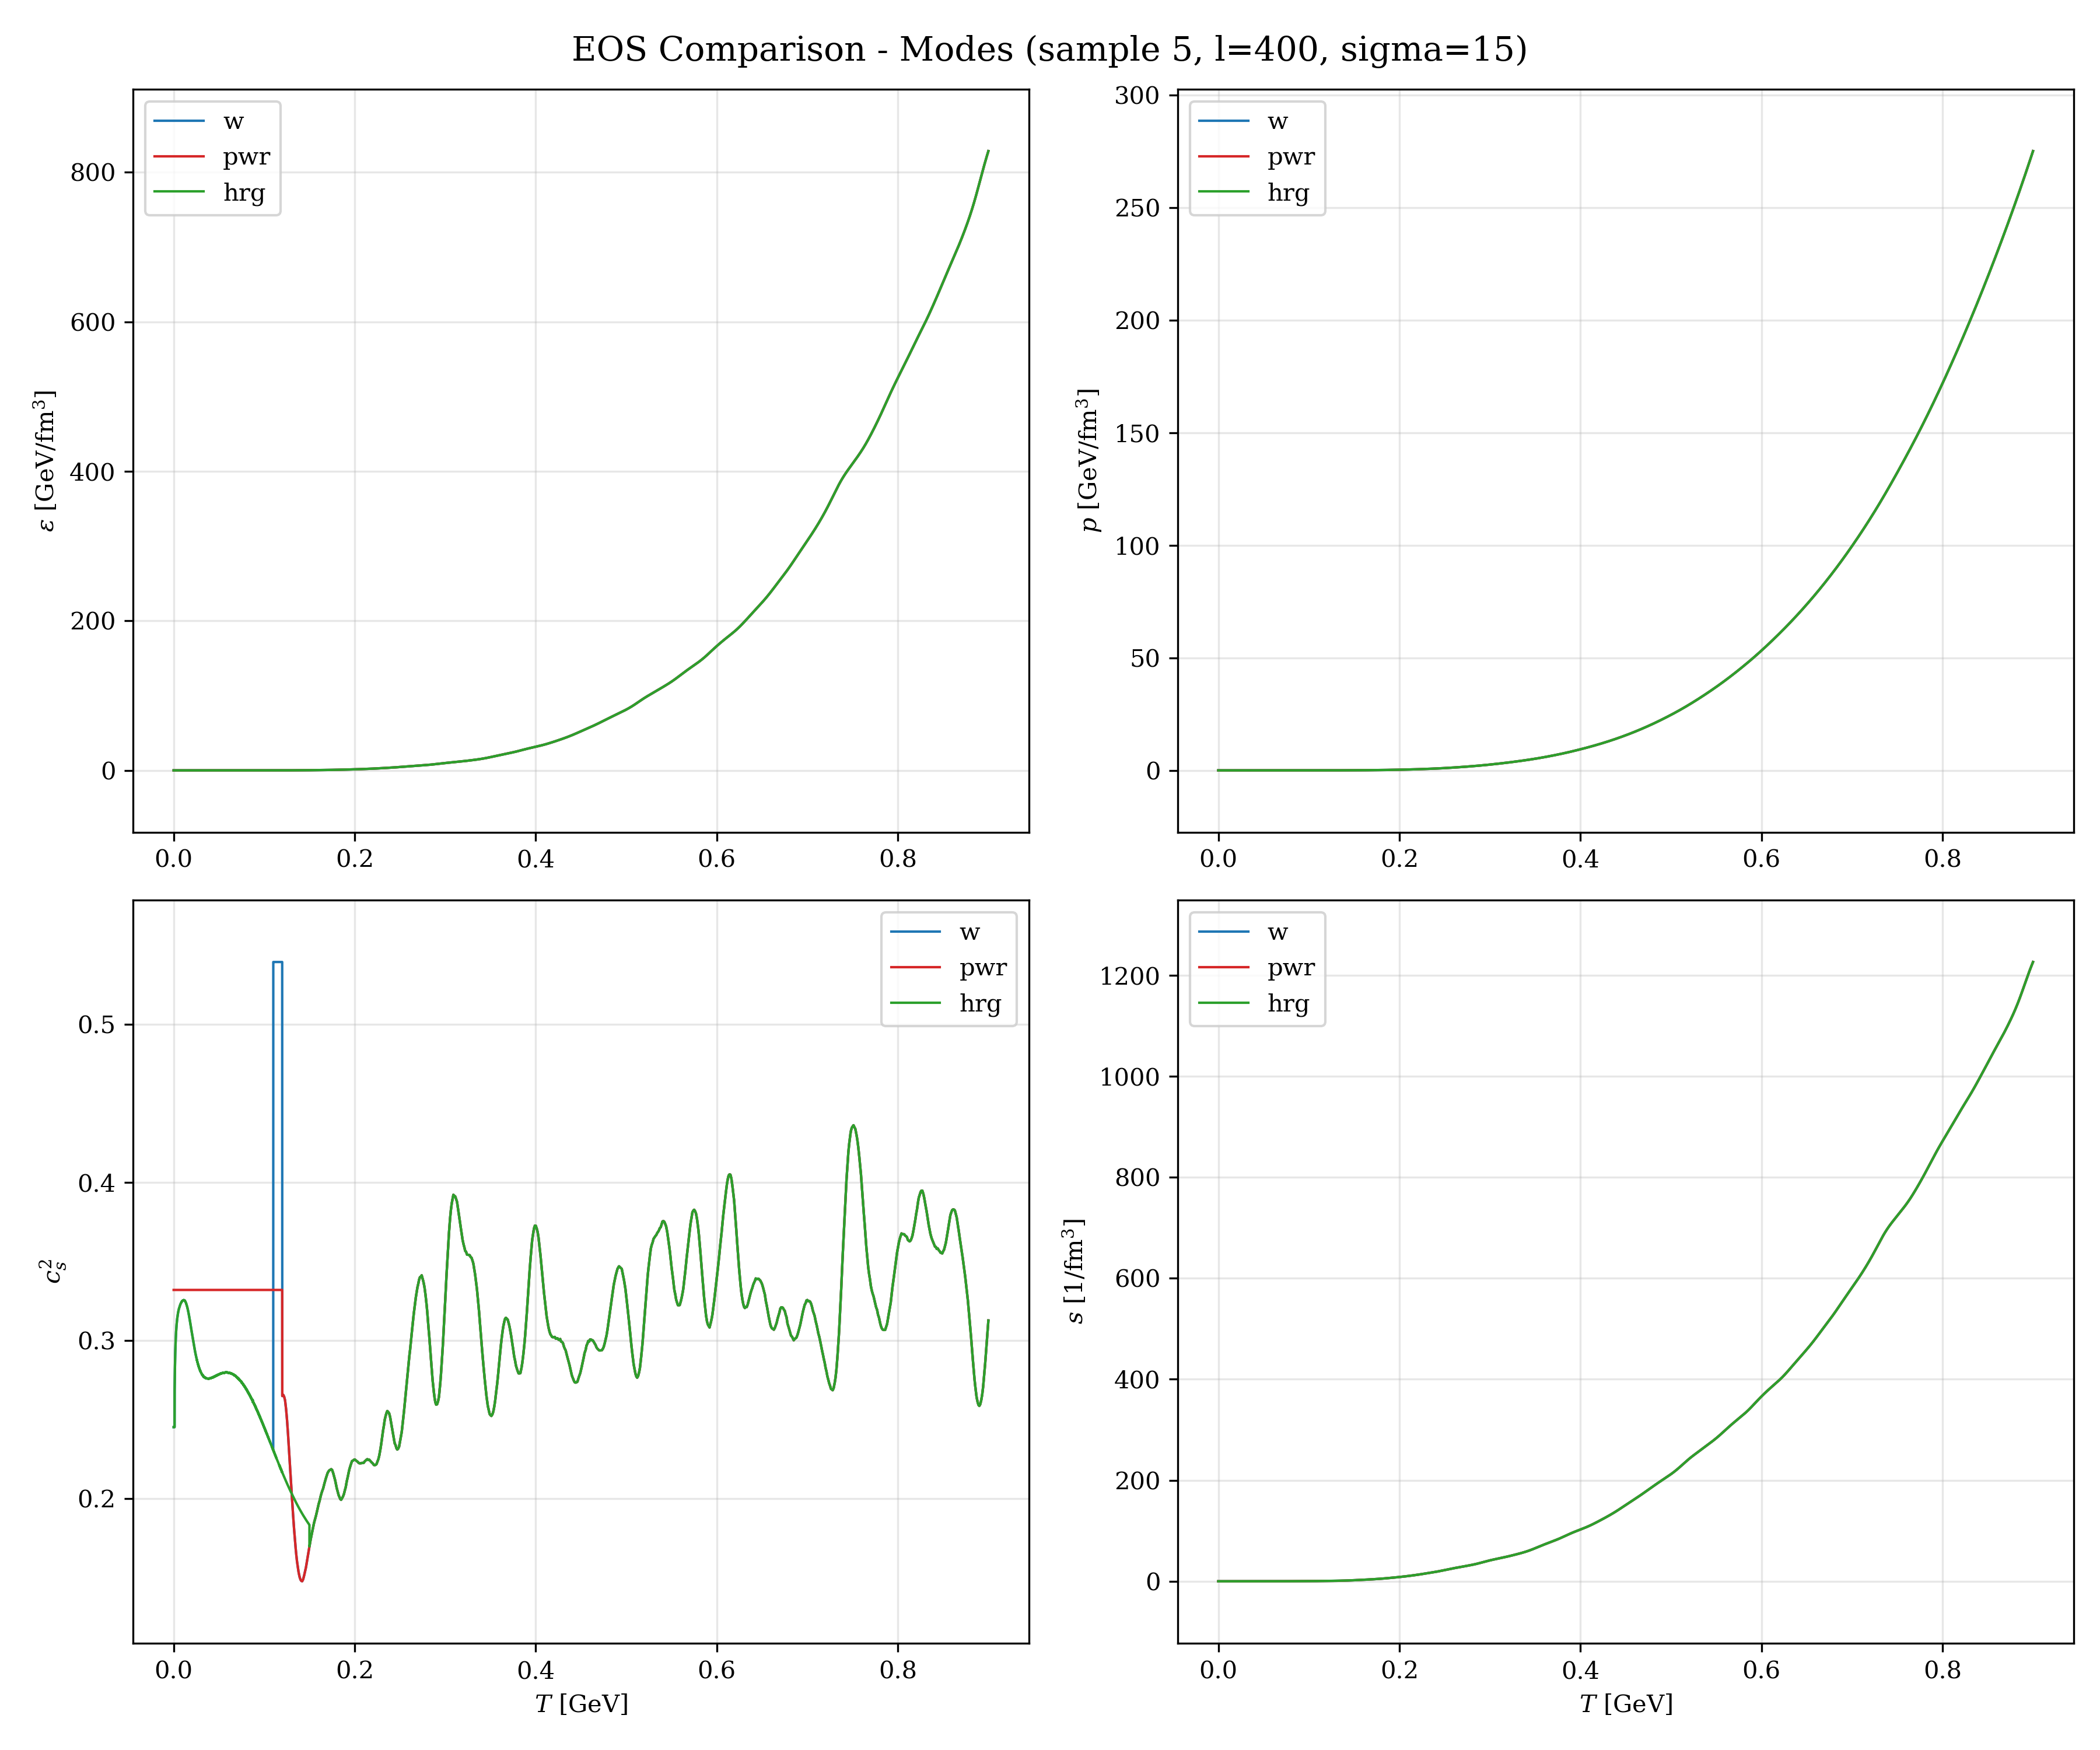 EOS Comparison - Modes (sample 5, l=400, sigma=15)
w
pwr
hrg
800
600
400
200
0
ε [GeV/fm³]
0.0 0.2 0.4 0.6 0.8
w
pwr
hrg
300
250
200
150
100
50
0
p [GeV/fm³]
0.0 0.2 0.4 0.6 0.8
w
pwr
hrg
0.5
0.4
0.3
0.2
c_s^2
0.0 0.2 0.4 0.6 0.8
T [GeV]
w
pwr
hrg
1200
1000
800
600
400
200
0
s [1/fm³]
0.0 0.2 0.4 0.6 0.8
T [GeV]